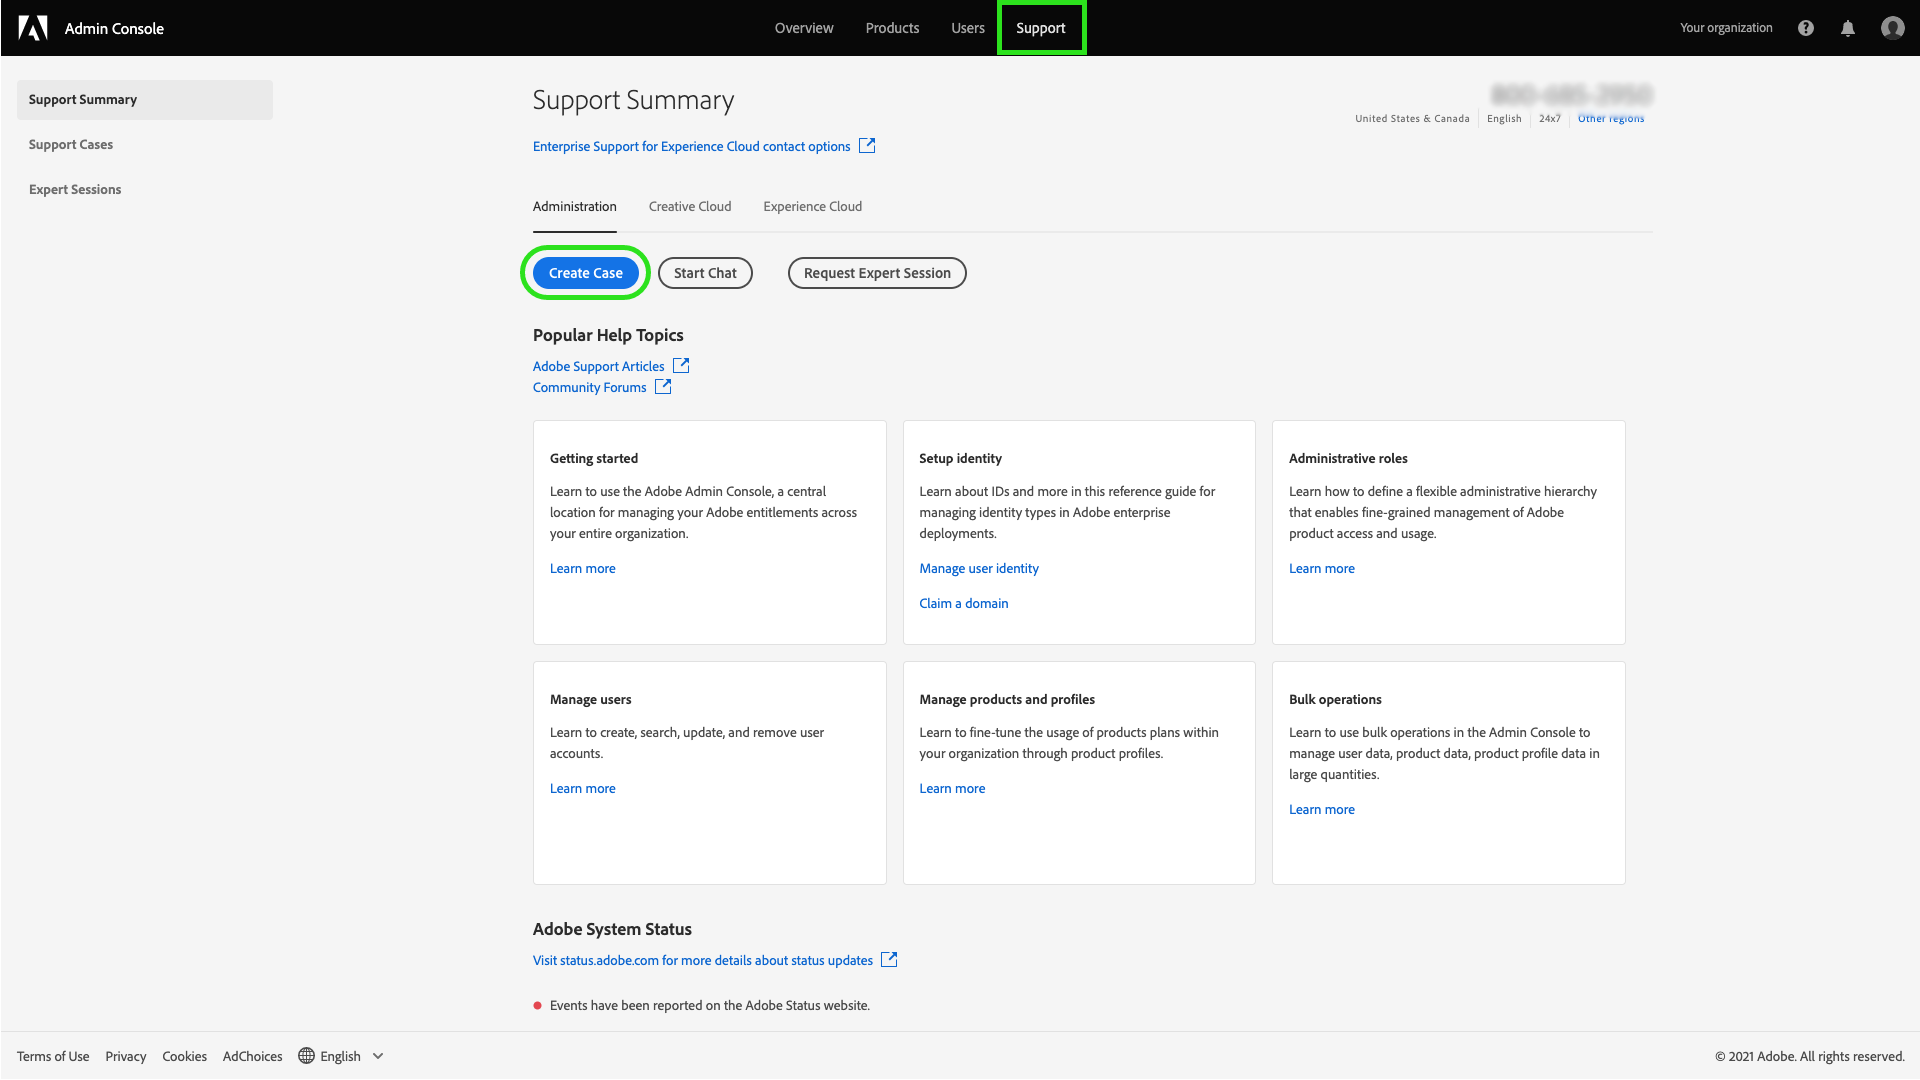 Admin Console
Overview Products Users Support
Your organization
Support Summary
Support Cases
Expert Sessions
Support Summary
United States & Canada English 24x7 Other regions
Enterprise Support for Experience Cloud contact options
Administration Creative Cloud Experience Cloud
Create Case Start Chat Request Expert Session
Popular Help Topics
Adobe Support Articles
Community Forums
Getting started
Learn to use the Adobe Admin Console, a central
location for managing your Adobe entitlements across
your entire organization.
Learn more
Setup identity
Learn about IDs and more in this reference guide for
managing identity types in Adobe enterprise
deployments.
Manage user identity
Claim a domain
Administrative roles
Learn how to define a flexible administrative hierarchy
that enables fine-grained management of Adobe
product access and usage.
Learn more
Manage users
Learn to create, search, update, and remove user
accounts.
Learn more
Manage products and profiles
Learn to fine-tune the usage of products plans within
your organization through product profiles.
Learn more
Bulk operations
Learn to use bulk operations in the Admin Console to
manage user data, product data, product profile data in
large quantities.
Learn more
Adobe System Status
Visit status.adobe.com for more details about status updates
Events have been reported on the Adobe Status website.
Terms of Use Privacy Cookies AdChoices English
© 2021 Adobe. All rights reserved.